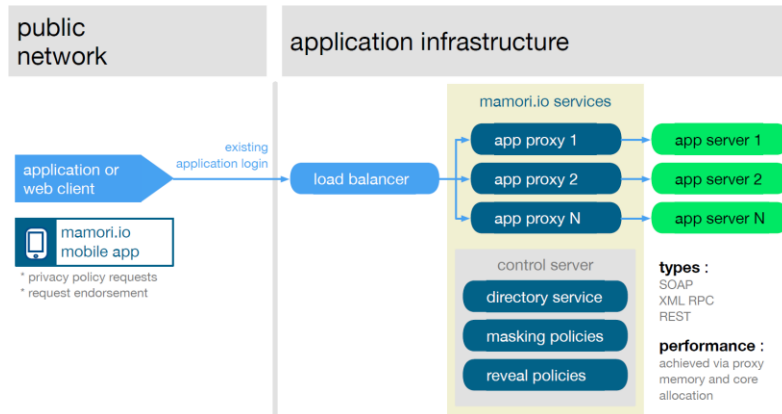 public
network
application infrastructure
mamori.io services
existing
application login
application or
web client
load balancer
app proxy 1
app server 1
app proxy 2
app server 2
app proxy N
app server N
mamori.io
mobile app
* privacy policy requests
* request endorsement
control server
directory service
masking policies
reveal policies
types :
SOAP
XML RPC
REST
performance :
achieved via proxy
memory and core
allocation